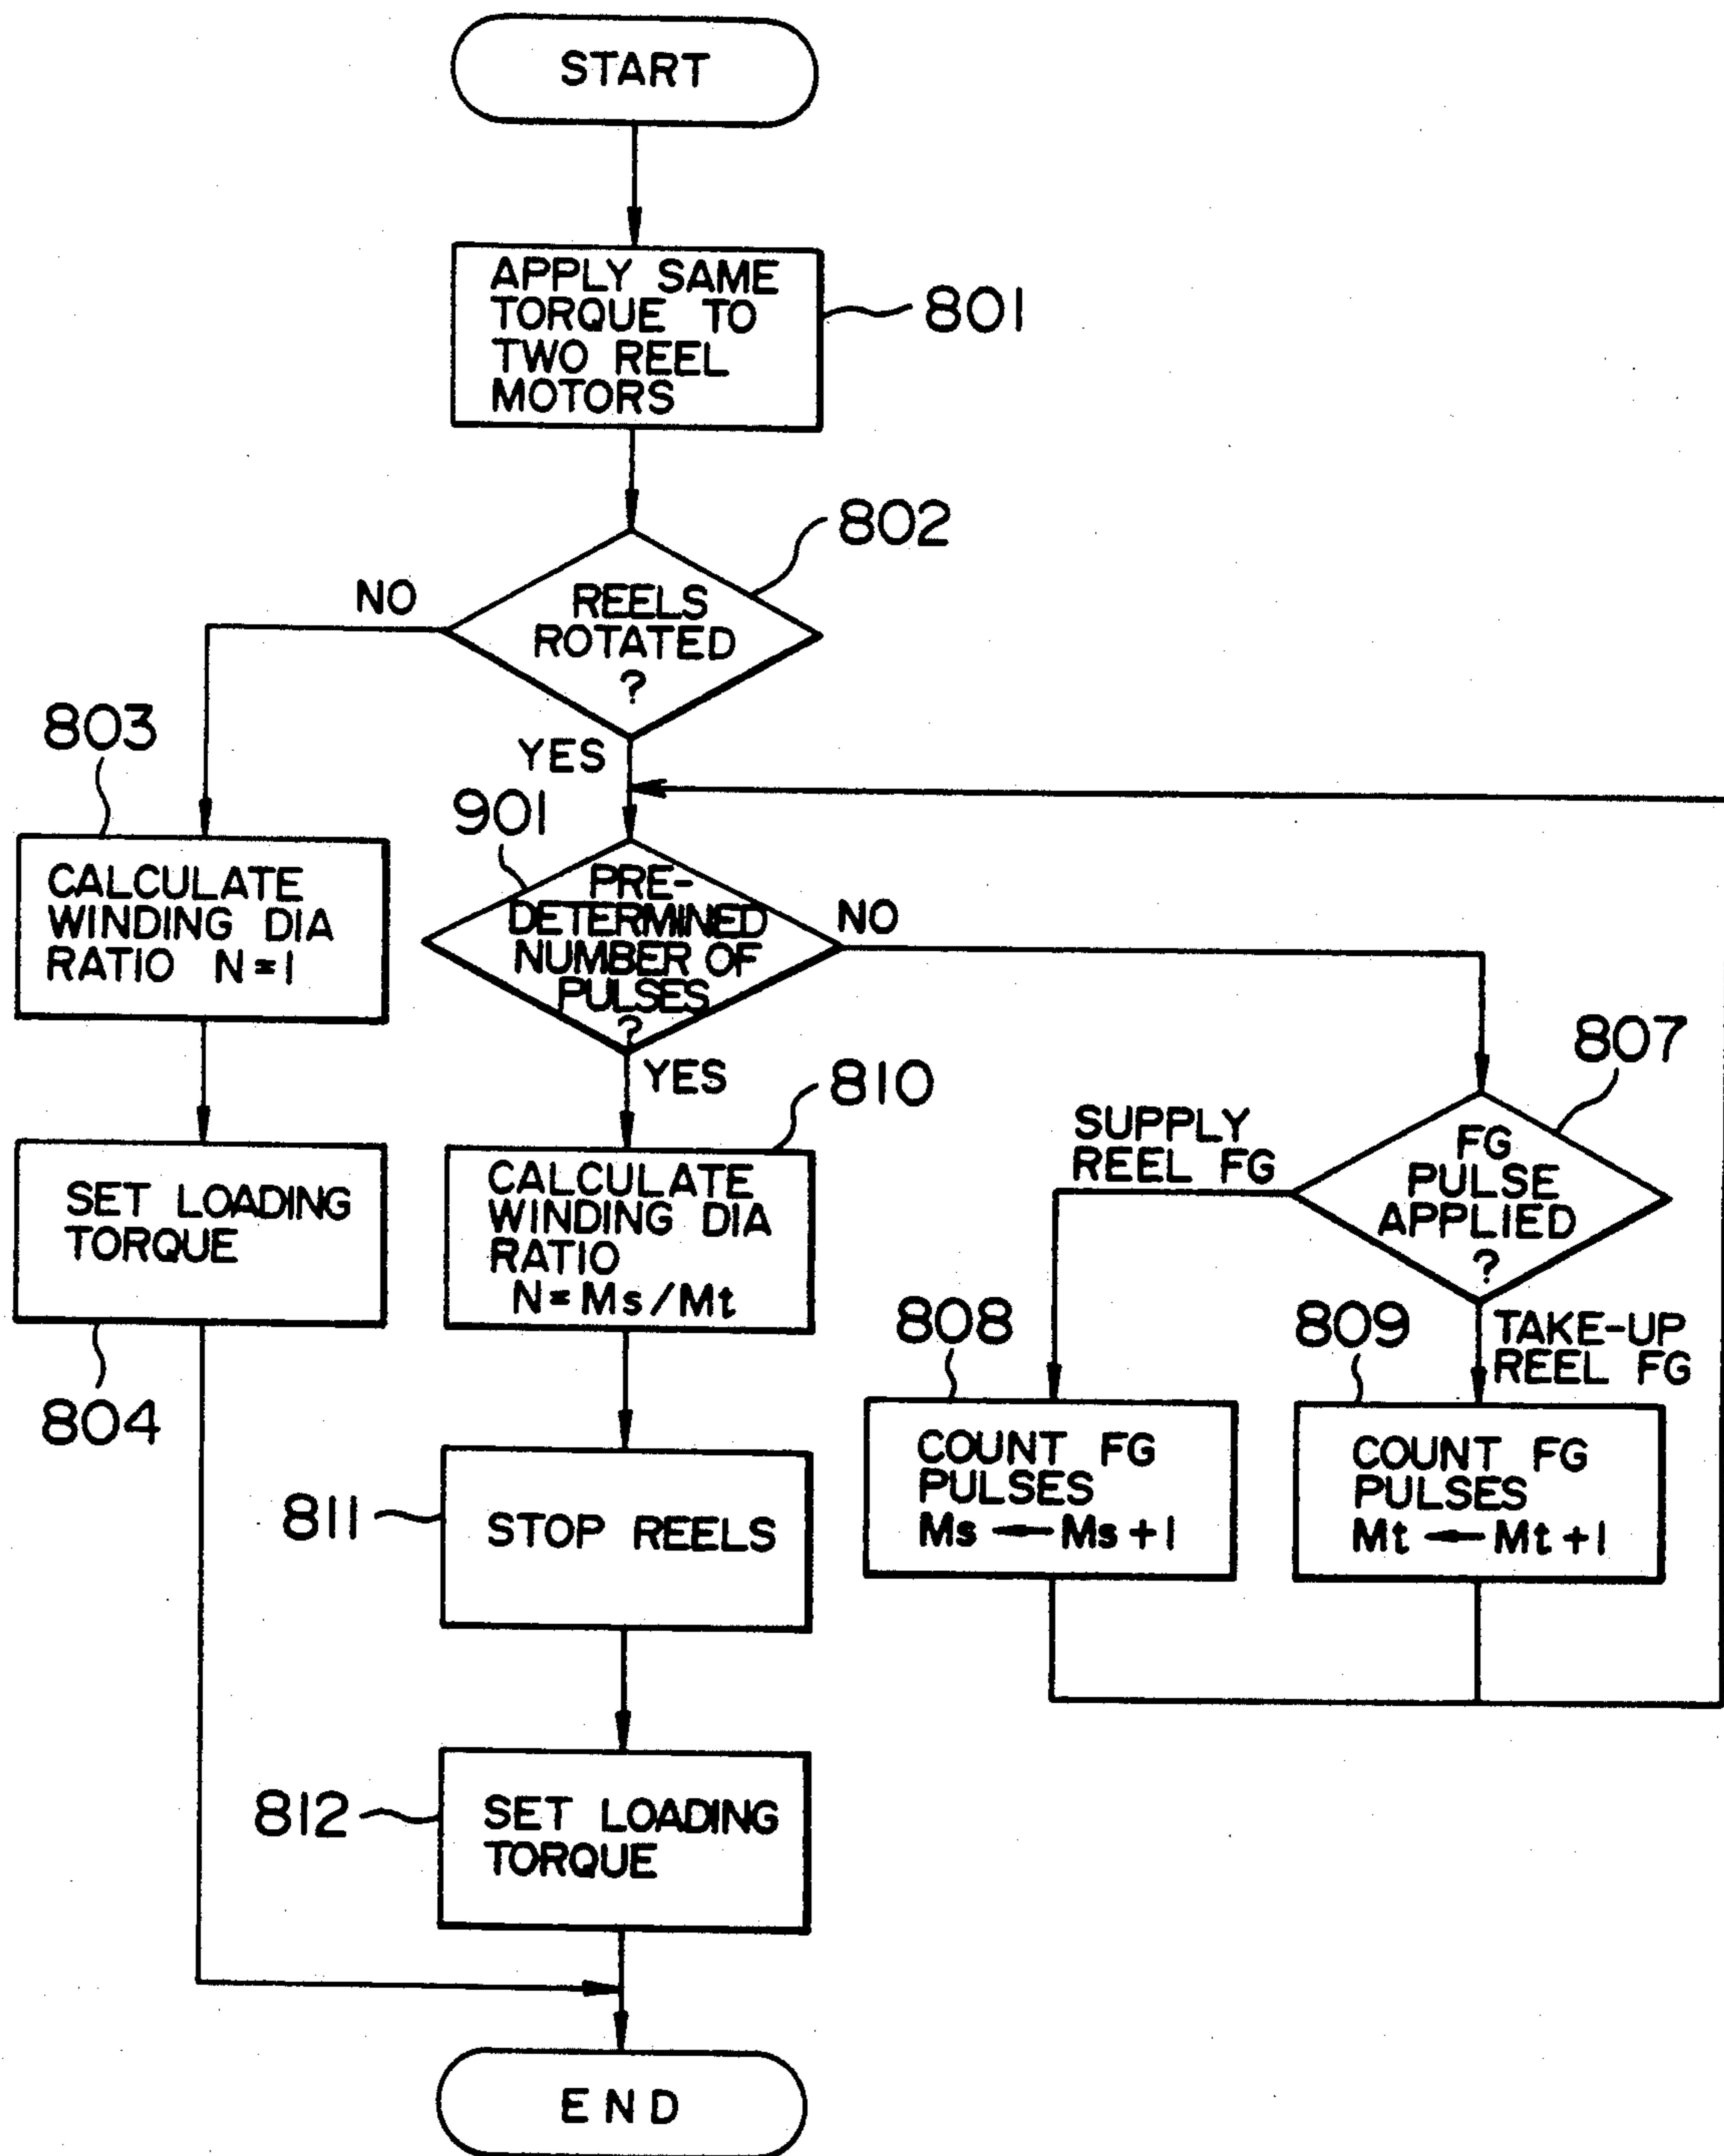 START
APPLY SAME
TORQUE TO
TWO REEL
MOTORS
801
802
NO
REELS
ROTATED
?
803
YES
901
CALCULATE
WINDING DIA
RATIO N=1
PRE-
DETERMINED
NUMBER OF
PULSES
?
NO
807
YES
810
SUPPLY
REEL FG
FG
PULSE
APPLIED
?
SET LOADING
TORQUE
CALCULATE
WINDING DIA
RATIO
N=Ms/Mt
808
809
TAKE-UP
REEL FG
804
COUNT FG
PULSES
Ms ← Ms+1
COUNT FG
PULSES
Mt ← Mt+1
811
STOP REELS
812
SET LOADING
TORQUE
END